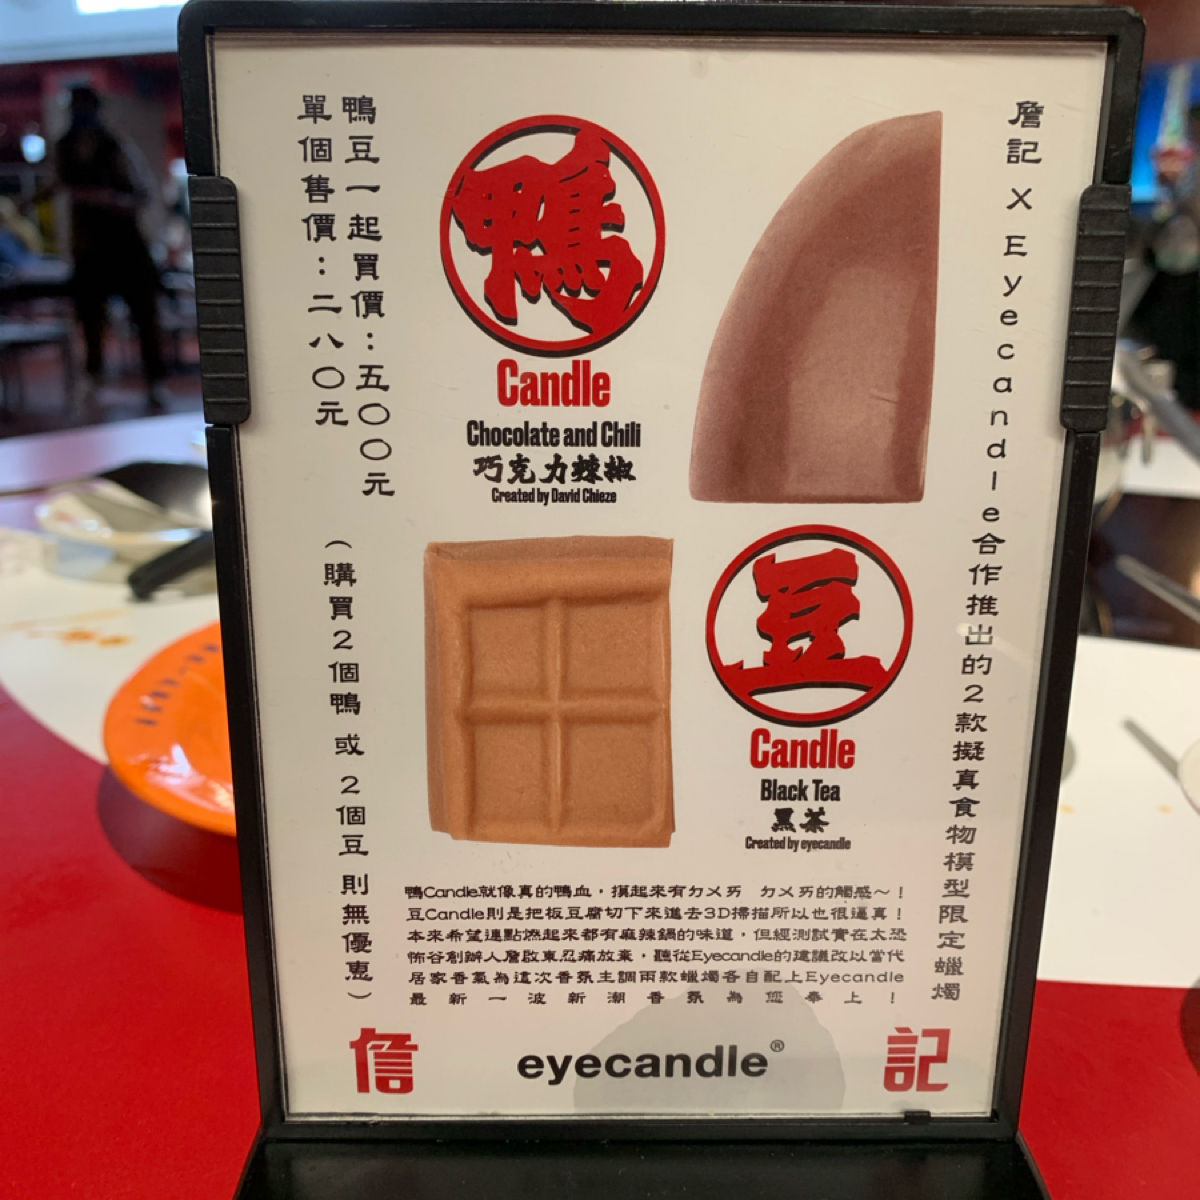 詹記 X Eyecandle合作推出的2款擬真食物模型限定蠟燭
鴨
Candle
Chocolate and Chili
巧克力辣椒
Created by David Chieze
鴨豆一起買價：五〇〇元
單個售價：二八〇元
（購買2個鴨 或 2個豆 則無優惠）
豆
Candle
Black Tea
黑茶
Created by eyecandle
鴨Candle就像真的鴨血，摸起來有ㄉㄨㄞ ㄉㄨㄞ的觸感～！
豆Candle則是把板豆腐切下來進去3D掃描所以也很逼真！
本來希望連點燃起來都有麻辣鍋的味道，但經測試實在太恐
怖谷創辦人詹啟東忍痛放棄，聽從Eyecandle的建議改以當代
居家香氣為這次香氛主調兩款蠟燭各自配上Eyecandle
最新一波新潮香氛為您奉上！
詹 eyecandle® 記